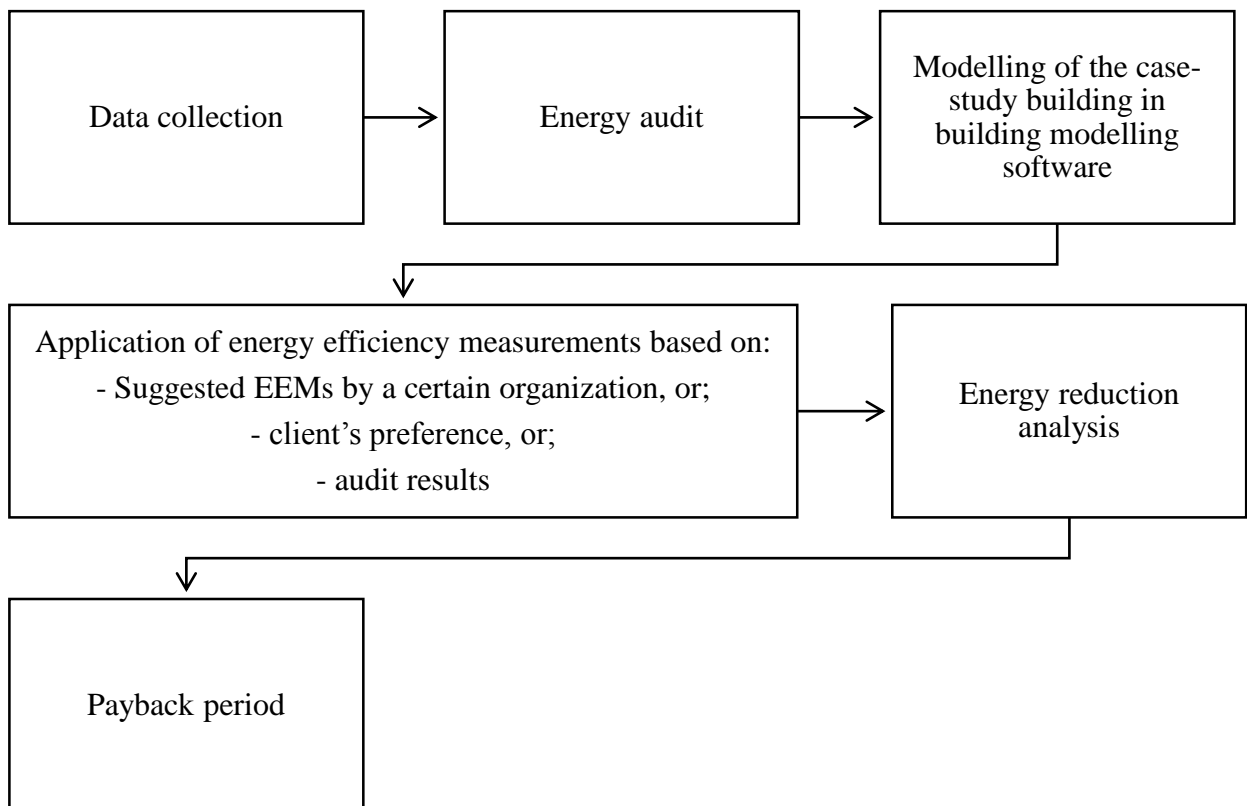 Data collection
Energy audit
Modelling of the case-
study building in
building modelling
software
Application of energy efficiency measurements based on:
- Suggested EEMs by a certain organization, or;
- client’s preference, or;
- audit results
Energy reduction
analysis
Payback period